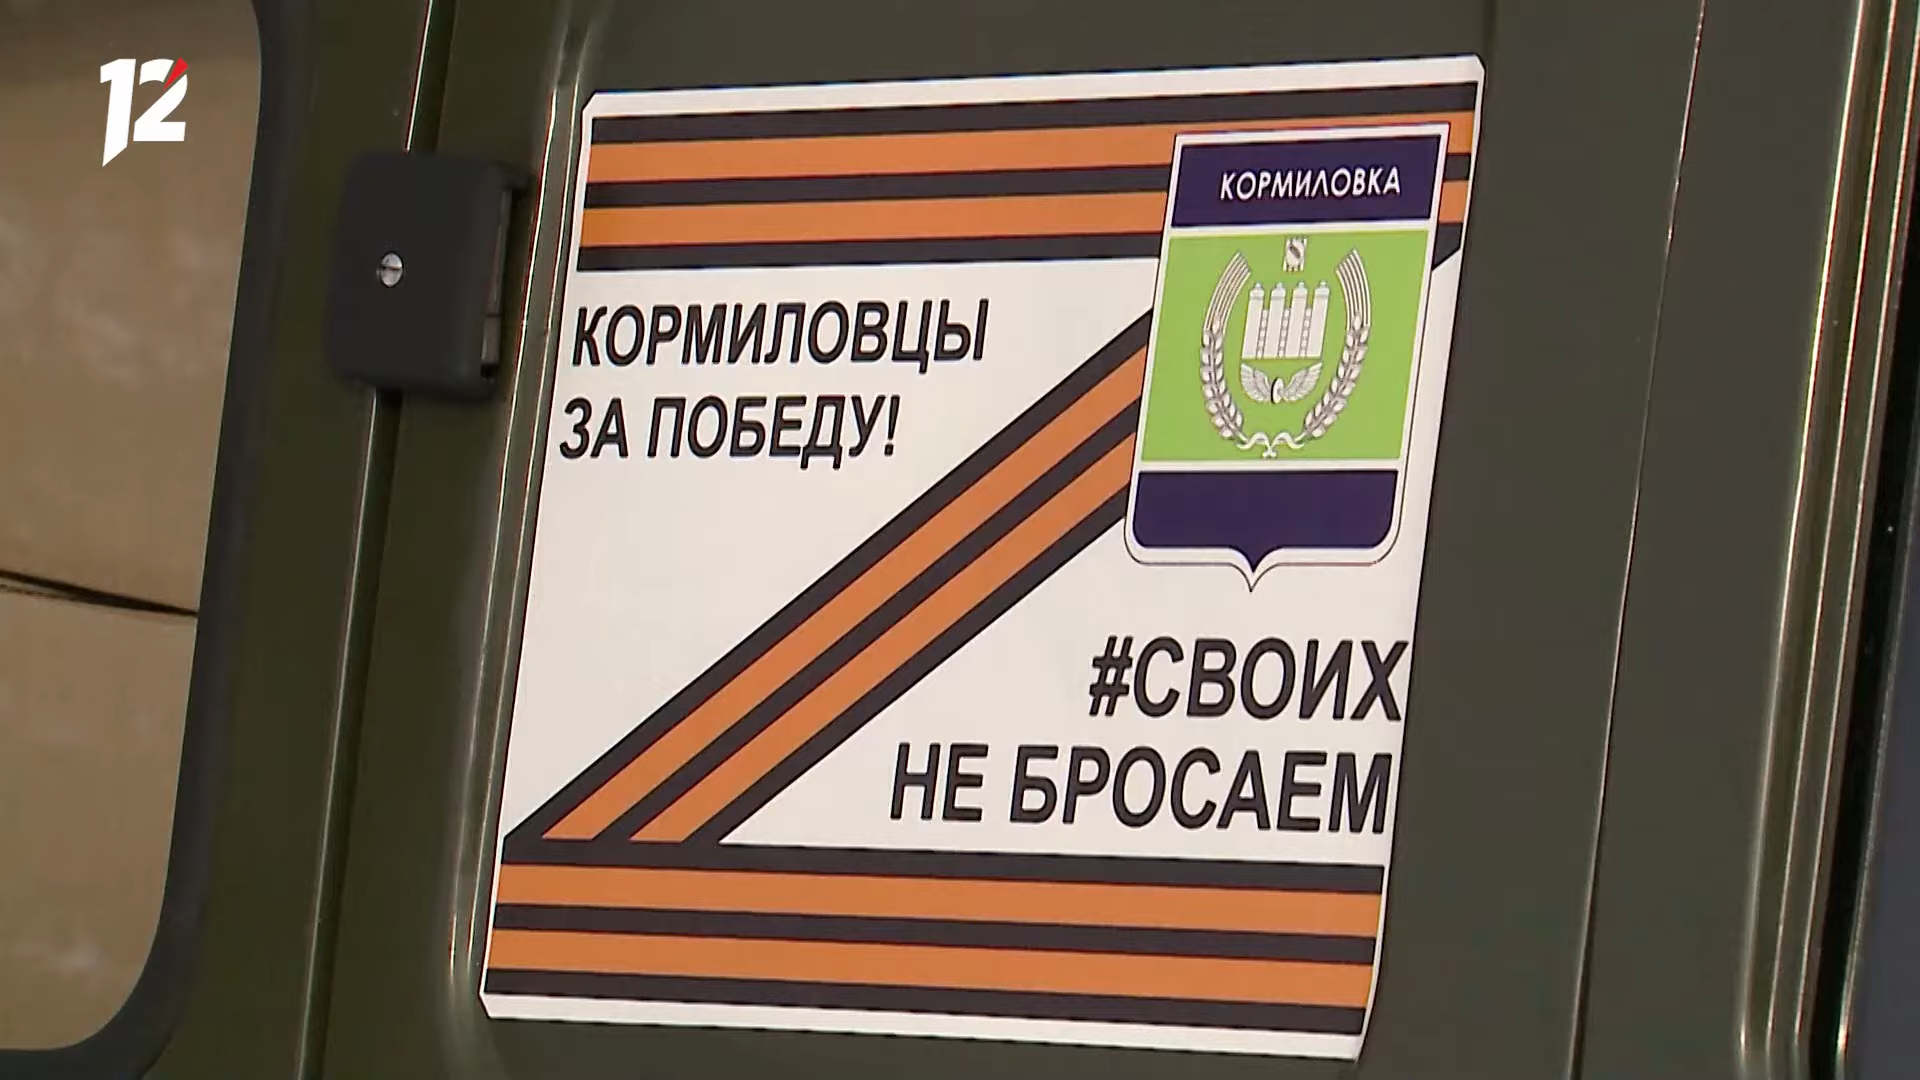 12
КОРМИЛОВКА
КОРМИЛОВЦЫ
ЗА ПОБЕДУ!
#СВОИХ
НЕ БРОСАЕМ